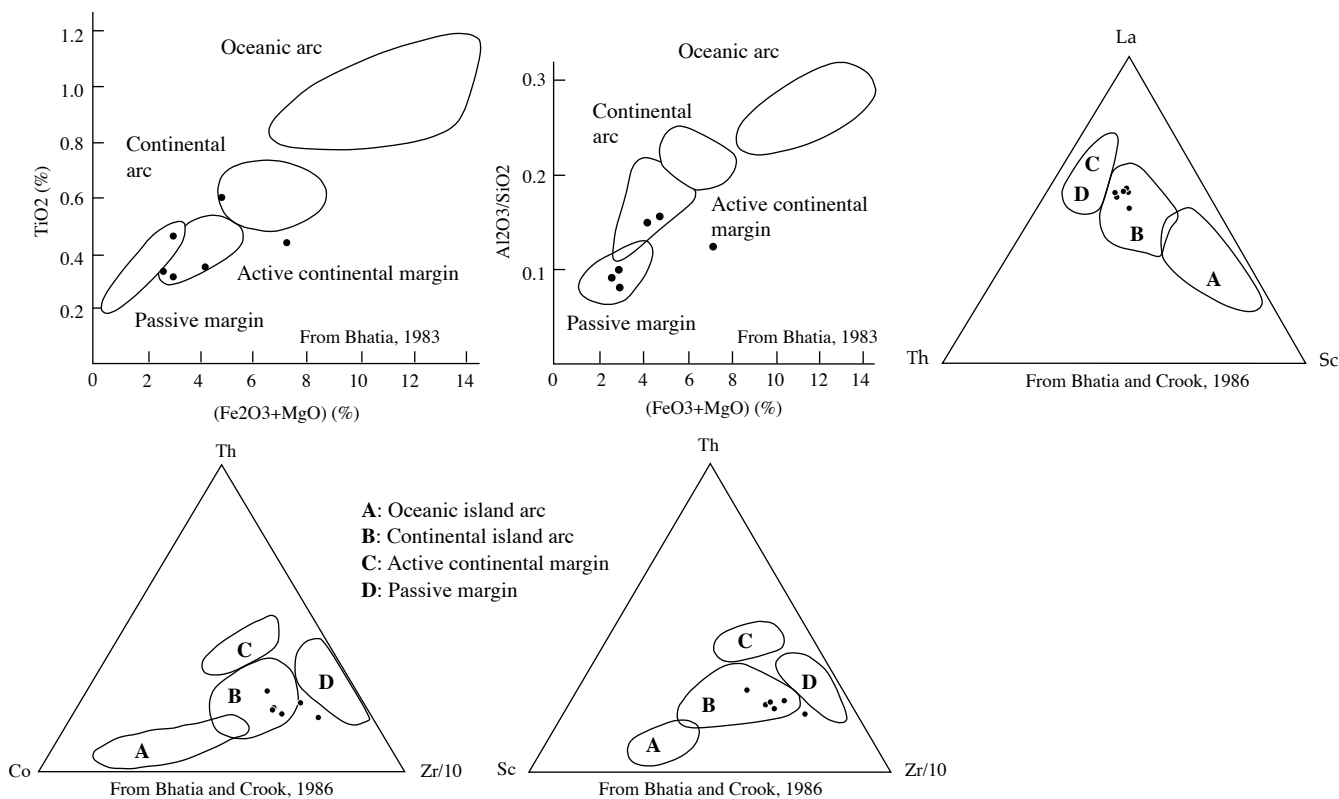 1.2
1.0
0.8
0.6
0.4
0.2
TiO2 (%)
Oceanic arc
Continental
arc
Active continental margin
Passive margin
From Bhatia, 1983
0 2 4 6 8 10 12 14
(Fe2O3+MgO) (%)
0.3
0.2
0.1
0
Al2O3/SiO2
Oceanic arc
Continental
arc
Active continental
margin
Passive margin
From Bhatia, 1983
0 2 4 6 8 10 12 14
(FeO3+MgO) (%)
La
C
D
B
A
Th
Sc
From Bhatia and Crook, 1986
Th
C
B
D
A
Co
Zr/10
From Bhatia and Crook, 1986
A: Oceanic island arc
B: Continental island arc
C: Active continental margin
D: Passive margin
Th
C
D
B
A
Sc
Zr/10
From Bhatia and Crook, 1986